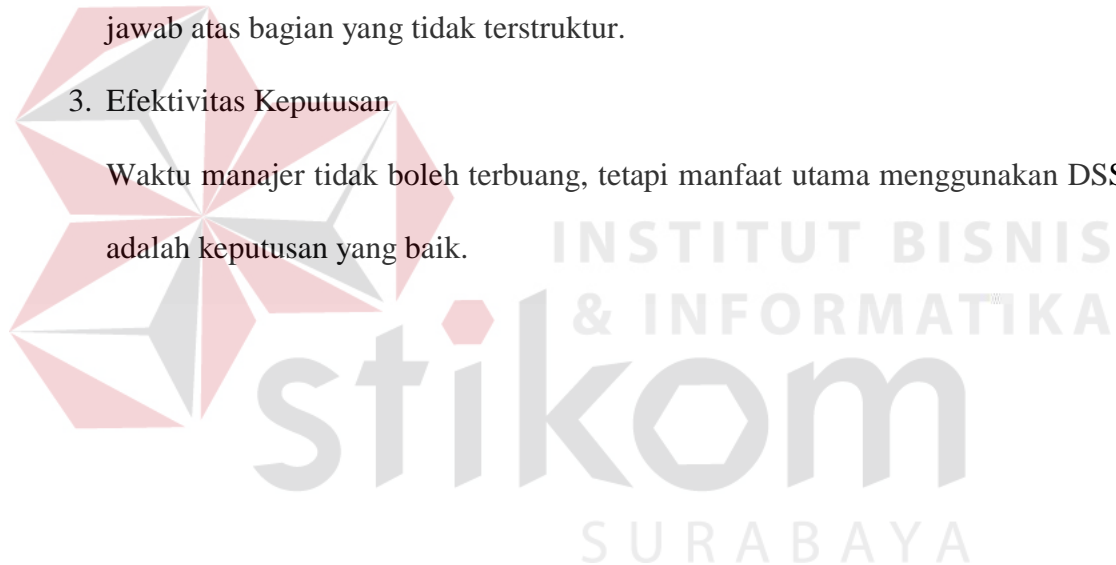 jawab atas bagian yang tidak terstruktur.
3. Efektivitas Keputusan
Waktu manajer tidak boleh terbuang, tetapi manfaat utama menggunakan DSS
adalah keputusan yang baik.
INSTITUT BISNIS
& INFORMATIKA
stikom
SURABAYA